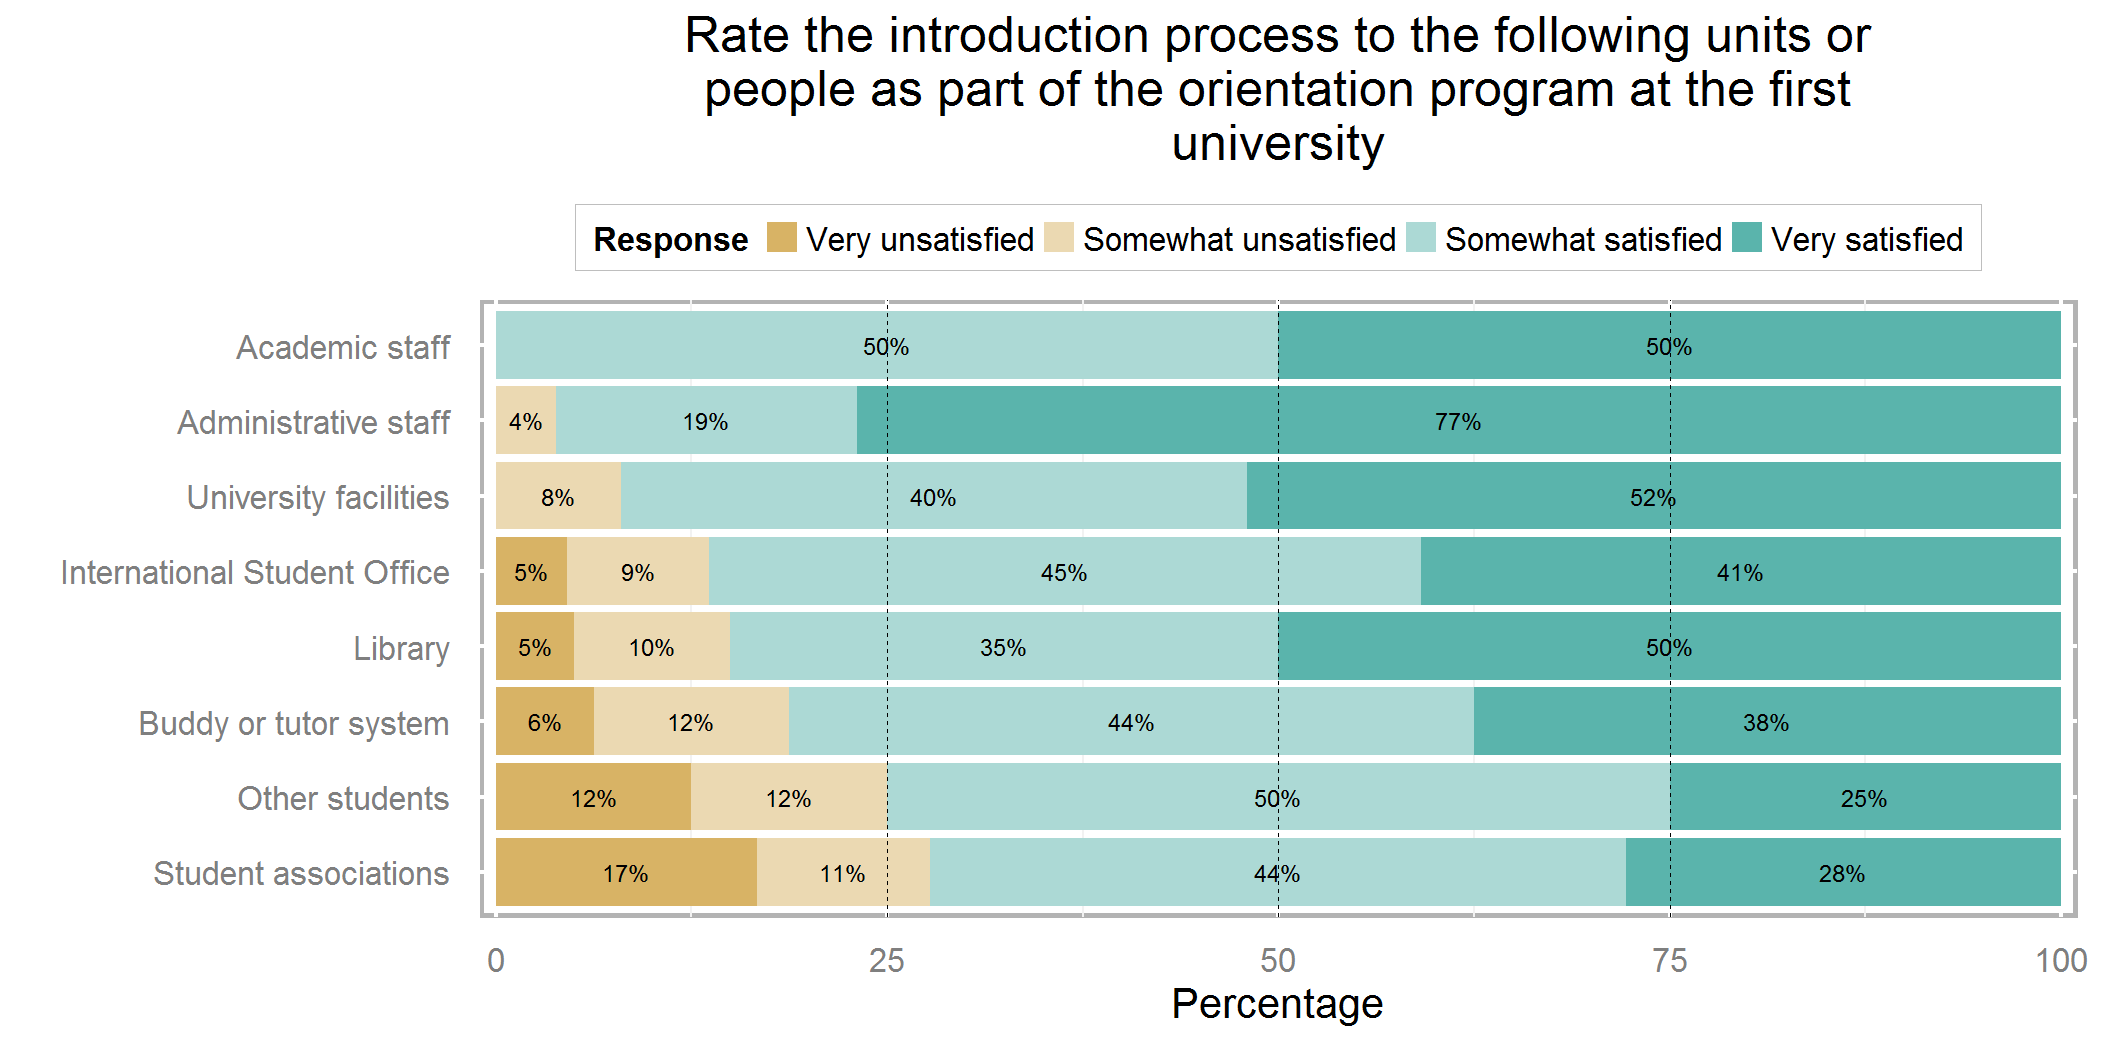 Rate the introduction process to the following units or
people as part of the orientation program at the first
university
Response Very unsatisfied Somewhat unsatisfied Somewhat satisfied Very satisfied
Academic staff 50% 50%
Administrative staff 4% 19% 77%
University facilities 8% 40% 52%
International Student Office 5% 9% 45% 41%
Library 5% 10% 35% 50%
Buddy or tutor system 6% 12% 44% 38%
Other students 12% 12% 50% 25%
Student associations 17% 11% 44% 28%
0 25 50 75 100
Percentage